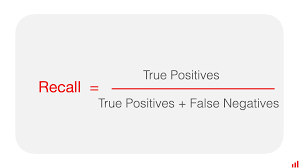 True Positives
Recall =
True Positives + False Negatives